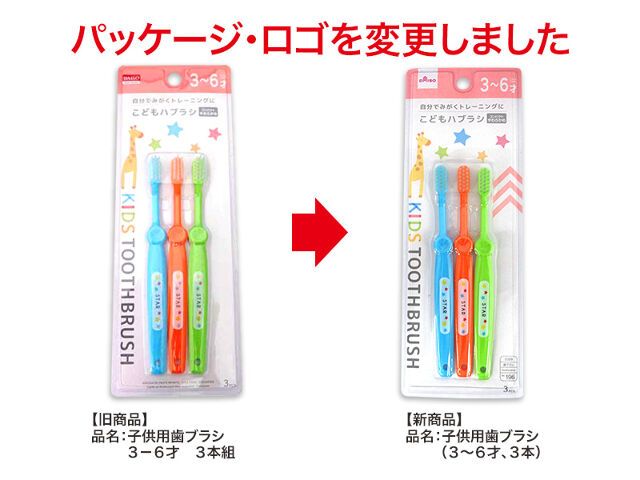 パッケージ・ロゴを変更しました
DAISO
3～6才
自分でみがくトレーニングに
こどもハブラシ
KIDS TOOTHBRUSH
STAR
STAR
STAR
3PCS
DAISO
3～6才
自分でみがくトレーニングに
こどもハブラシ
KIDS TOOTHBRUSH
STAR
STAR
STAR
196
3PCS
【旧商品】
品名：子供用歯ブラシ
３－６才　３本組
【新商品】
品名：子供用歯ブラシ
（３～６才、３本）